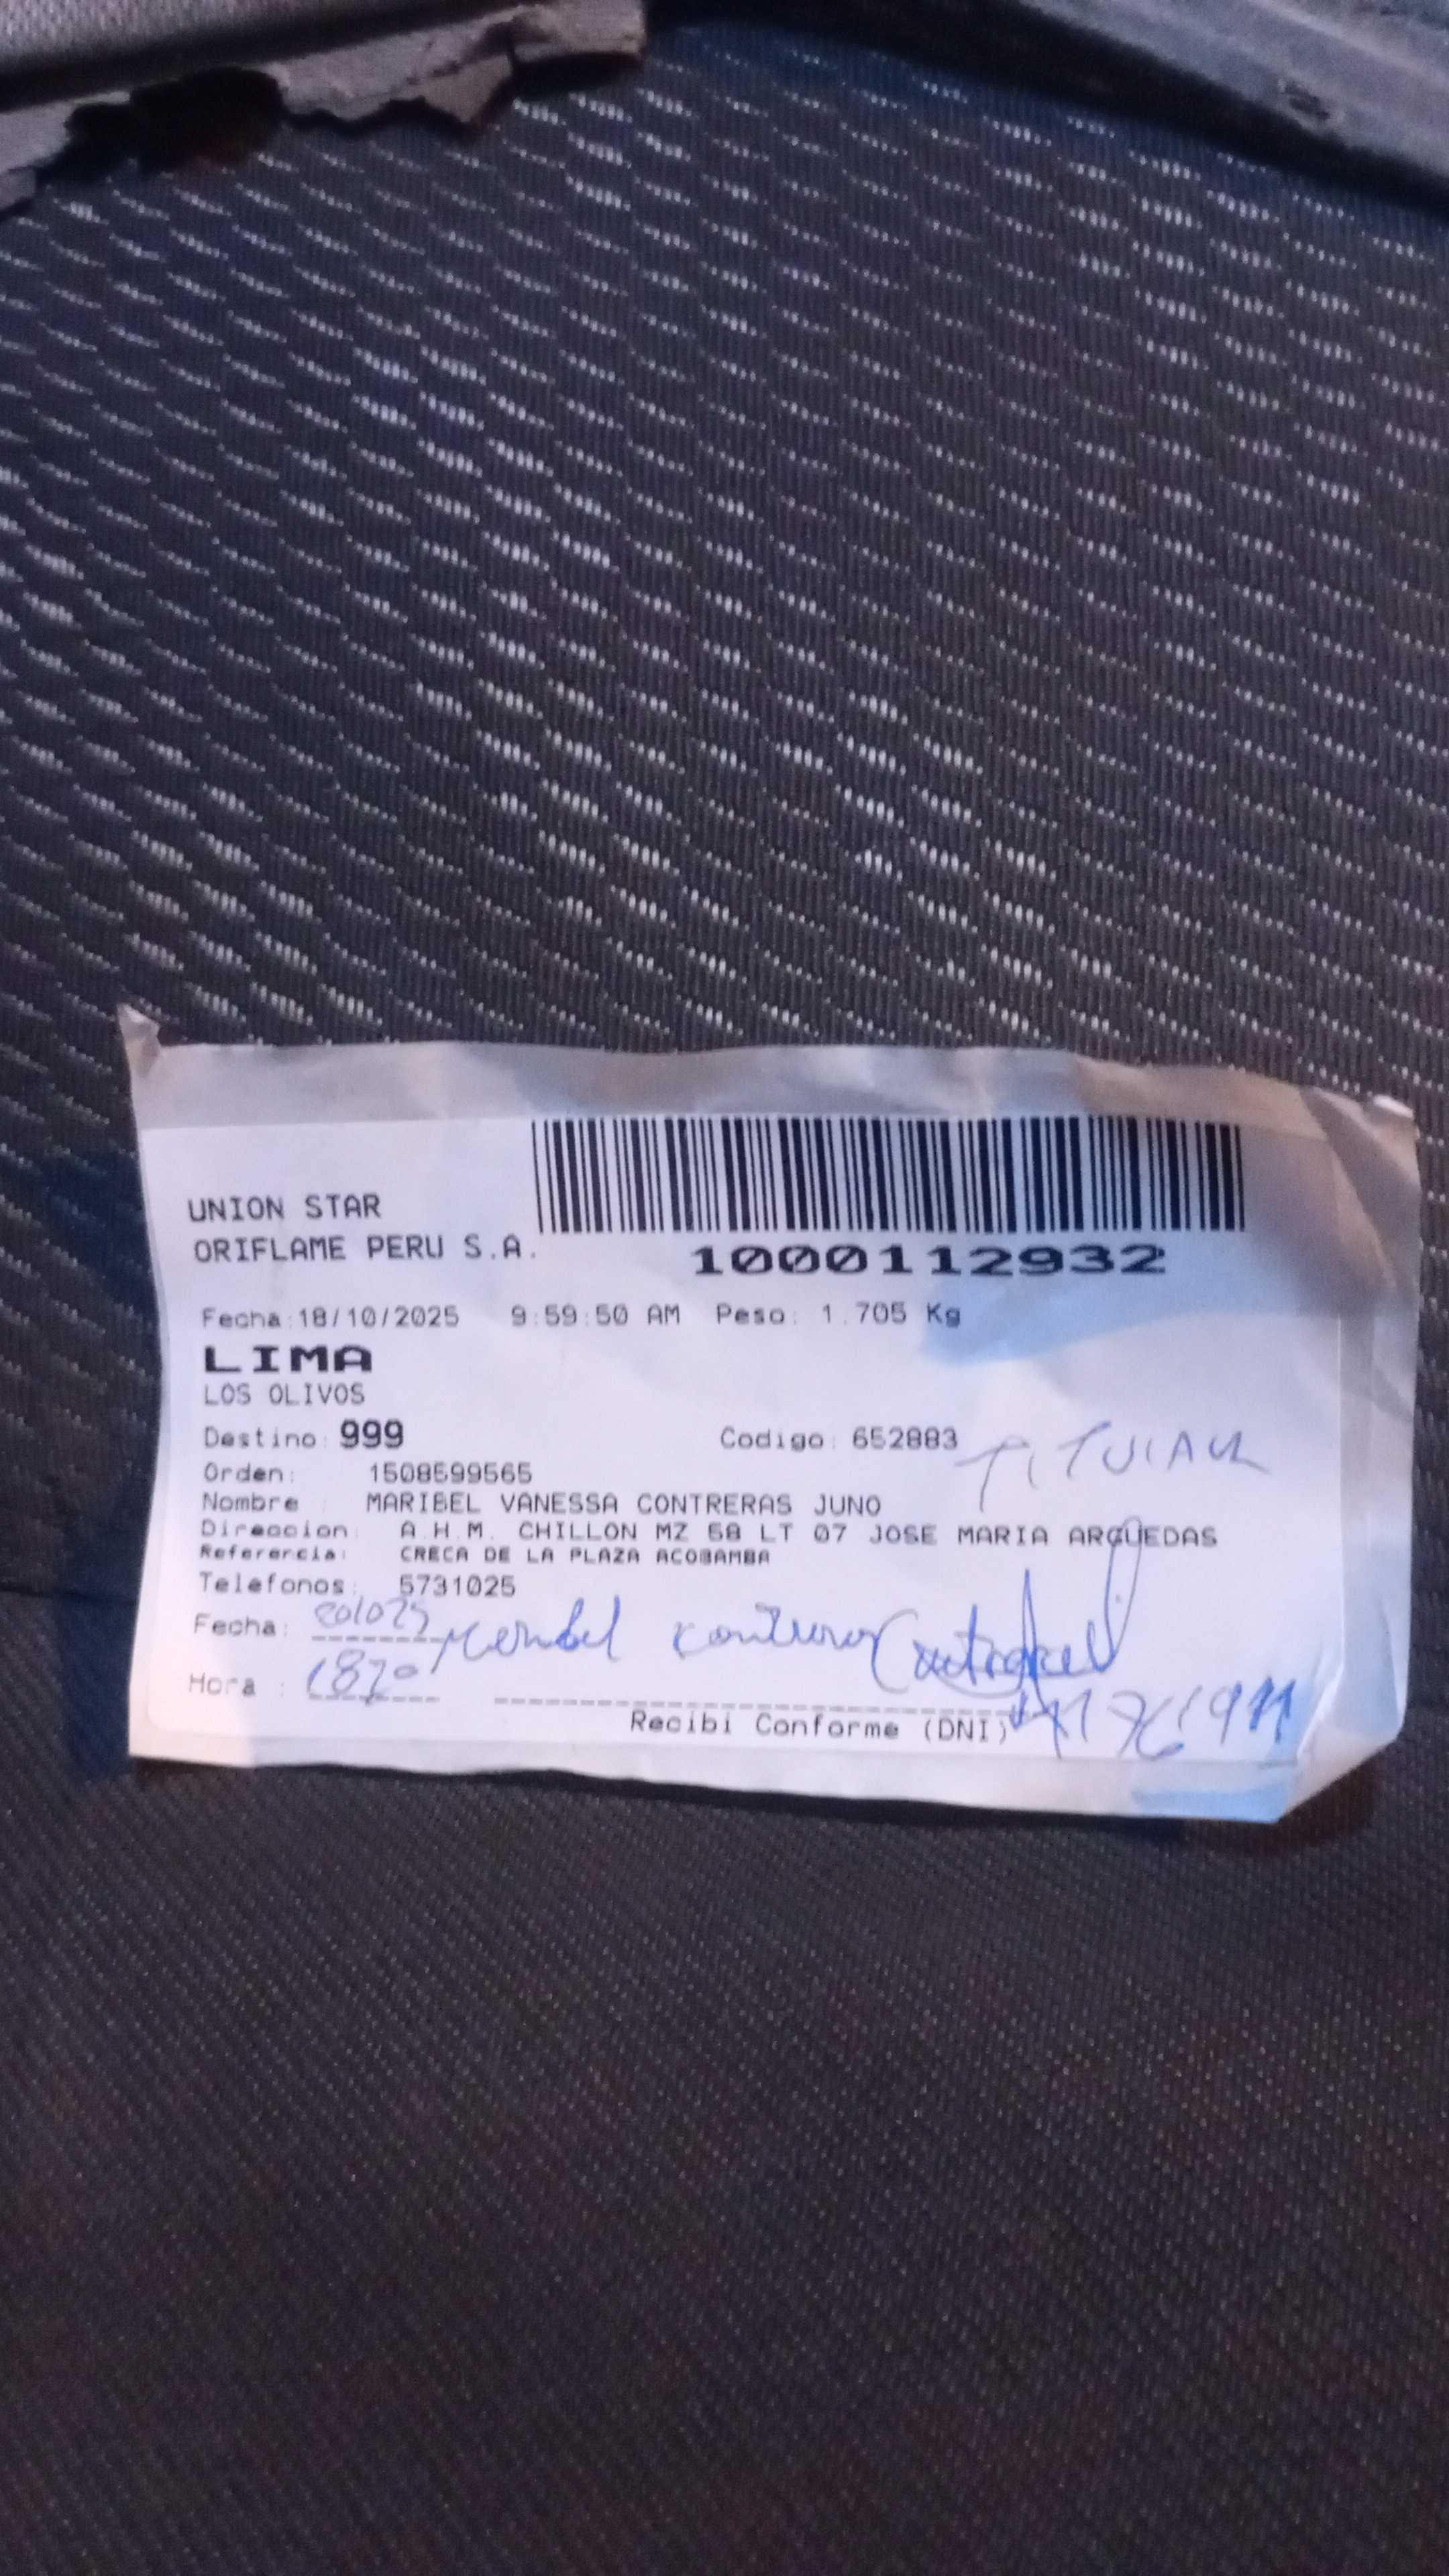 UNION STAR
ORIFLAME PERU S.A.
1000112932
Fecha:18/10/2025 9:59:50 AM Peso: 1.705 Kg
LIMA
LOS OLIVOS
Destino: 999 Codigo: 652883
TITULAR
Orden: 1508599565
Nombre : MARIBEL VANESSA CONTRERAS JUNO
Direccion: A.H.M. CHILLON MZ 58 LT 07 JOSE MARIA ARGUEDAS
Referencia: CRECA DE LA PLAZA ACOBAMBA
Telefonos: 5731025
Fecha: 201025
Hora : 1820
Recibi Conforme (DNI)